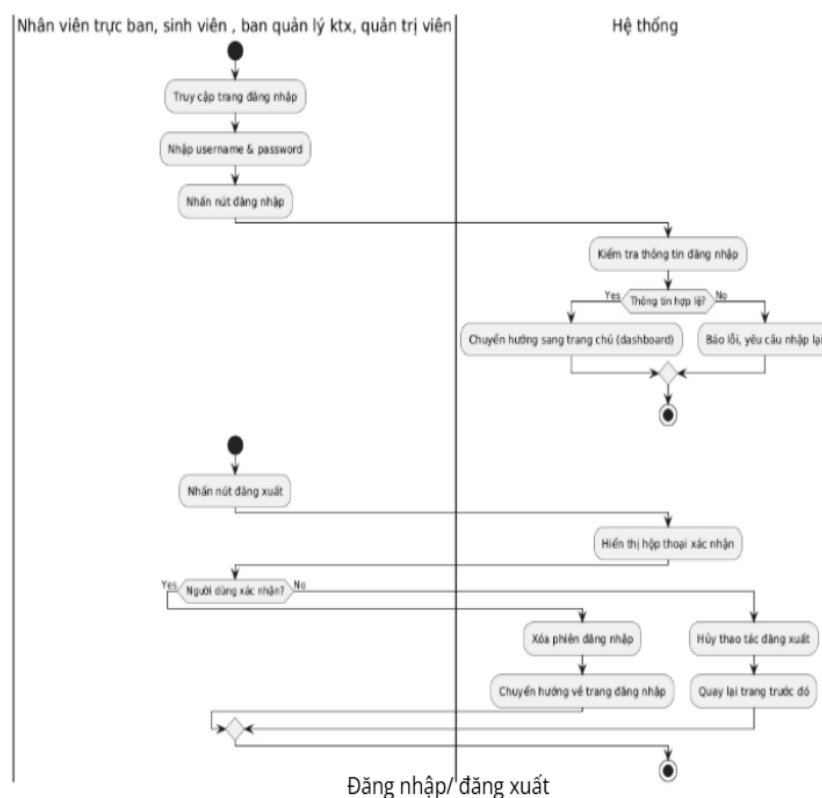 Nhân viên trực ban, sinh viên , ban quản lý ktx, quản trị viên
Hệ thống
Truy cập trang đăng nhập
Nhập username & password
Nhấn nút đăng nhập
Kiểm tra thông tin đăng nhập
Yes
Thông tin hợp lệ?
No
Chuyển hướng sang trang chủ (dashboard)
Báo lỗi, yêu cầu nhập lại
Nhấn nút đăng xuất
Hiển thị hộp thoại xác nhận
Yes
Người dùng xác nhận?
No
Xóa phiên đăng nhập
Hủy thao tác đăng xuất
Chuyển hướng về trang đăng nhập
Quay lại trang trước đó
Đăng nhập/ đăng xuất